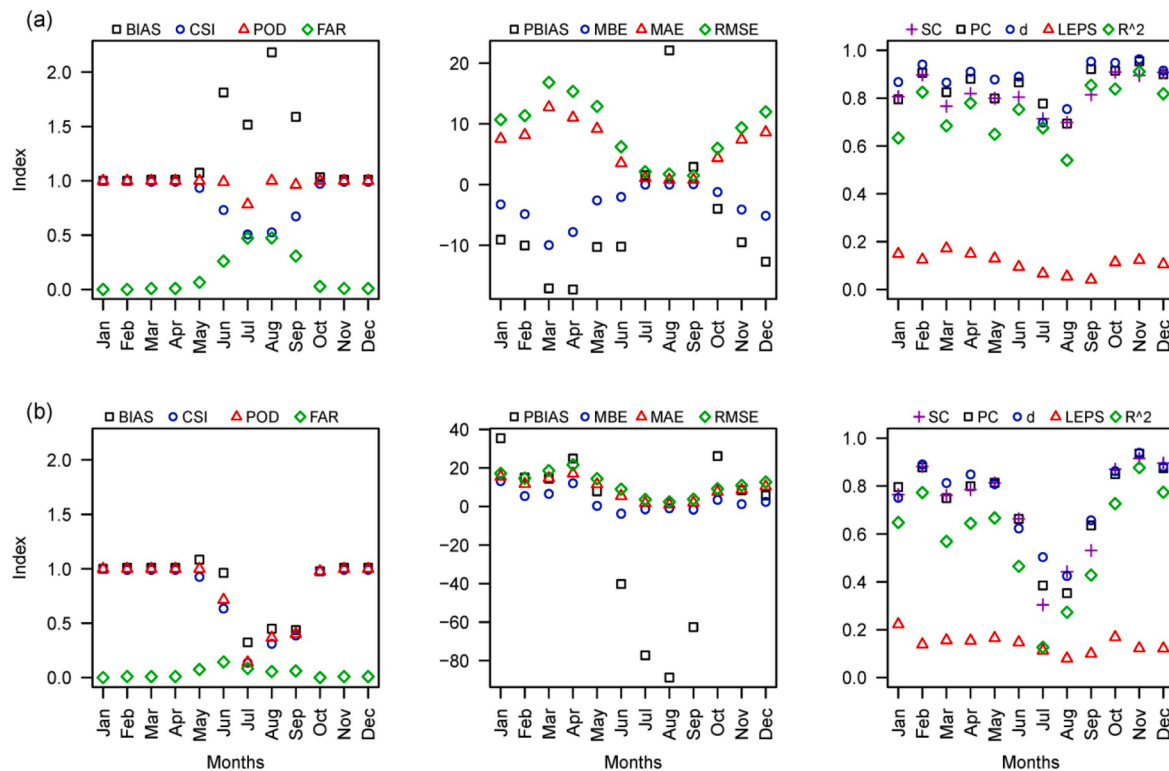 (a)
BIAS CSI POD FAR
PBIAS MBE MAE RMSE
SC PC d LEPS R^2
Index
2.0
1.5
1.0
0.5
0.0
20
10
0
−10
1.0
0.8
0.6
0.4
0.2
0.0
Jan Feb Mar Apr May Jun Jul Aug Sep Oct Nov Dec
Jan Feb Mar Apr May Jun Jul Aug Sep Oct Nov Dec
Jan Feb Mar Apr May Jun Jul Aug Sep Oct Nov Dec
(b)
BIAS CSI POD FAR
PBIAS MBE MAE RMSE
SC PC d LEPS R^2
Index
2.0
1.5
1.0
0.5
0.0
40
20
0
−20
−40
−60
−80
1.0
0.8
0.6
0.4
0.2
0.0
Jan Feb Mar Apr May Jun Jul Aug Sep Oct Nov Dec
Jan Feb Mar Apr May Jun Jul Aug Sep Oct Nov Dec
Jan Feb Mar Apr May Jun Jul Aug Sep Oct Nov Dec
Months
Months
Months